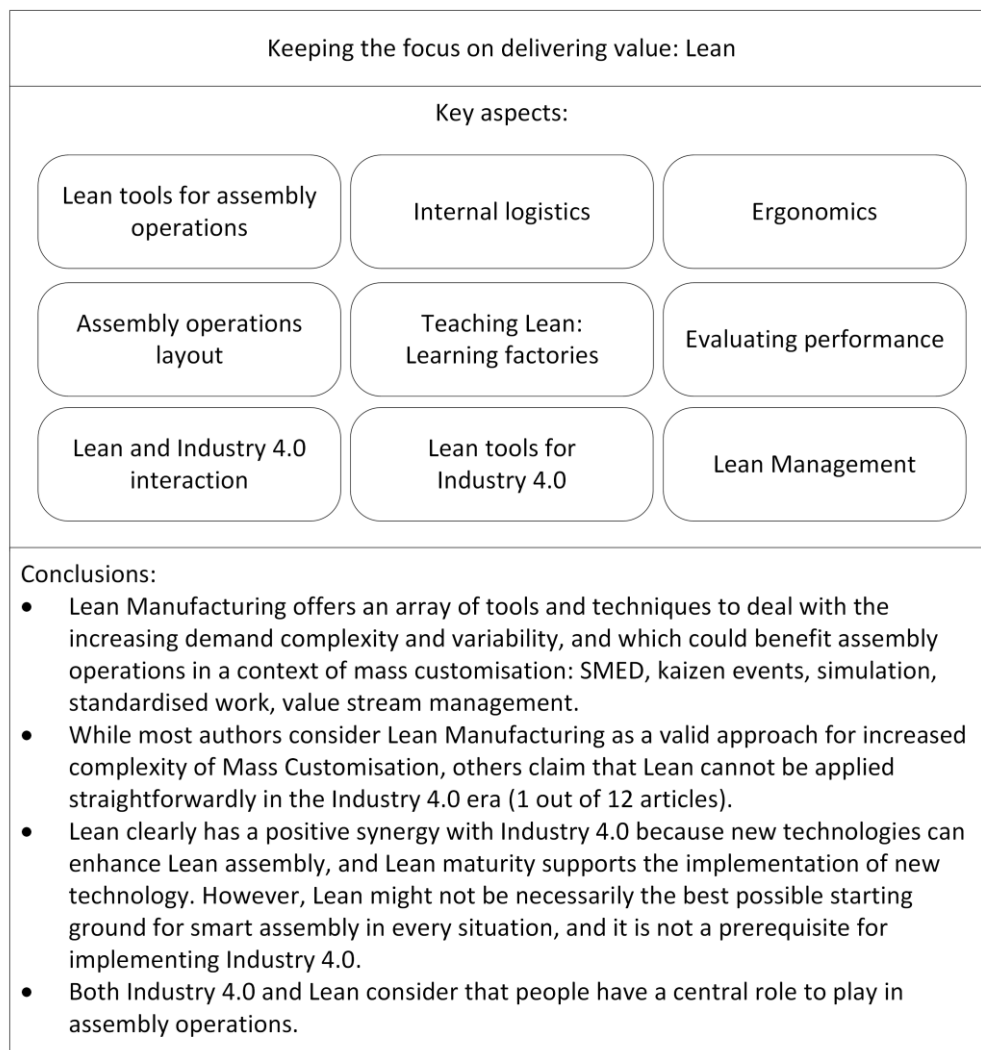 Keeping the focus on delivering value: Lean
Key aspects:
Lean tools for assembly
operations
Internal logistics
Ergonomics
Assembly operations
layout
Teaching Lean:
Learning factories
Evaluating performance
Lean and Industry 4.0
interaction
Lean tools for
Industry 4.0
Lean Management
Conclusions:
• Lean Manufacturing offers an array of tools and techniques to deal with the
increasing demand complexity and variability, and which could benefit assembly
operations in a context of mass customisation: SMED, kaizen events, simulation,
standardised work, value stream management.
• While most authors consider Lean Manufacturing as a valid approach for increased
complexity of Mass Customisation, others claim that Lean cannot be applied
straightforwardly in the Industry 4.0 era (1 out of 12 articles).
• Lean clearly has a positive synergy with Industry 4.0 because new technologies can
enhance Lean assembly, and Lean maturity supports the implementation of new
technology. However, Lean might not be necessarily the best possible starting
ground for smart assembly in every situation, and it is not a prerequisite for
implementing Industry 4.0.
• Both Industry 4.0 and Lean consider that people have a central role to play in
assembly operations.